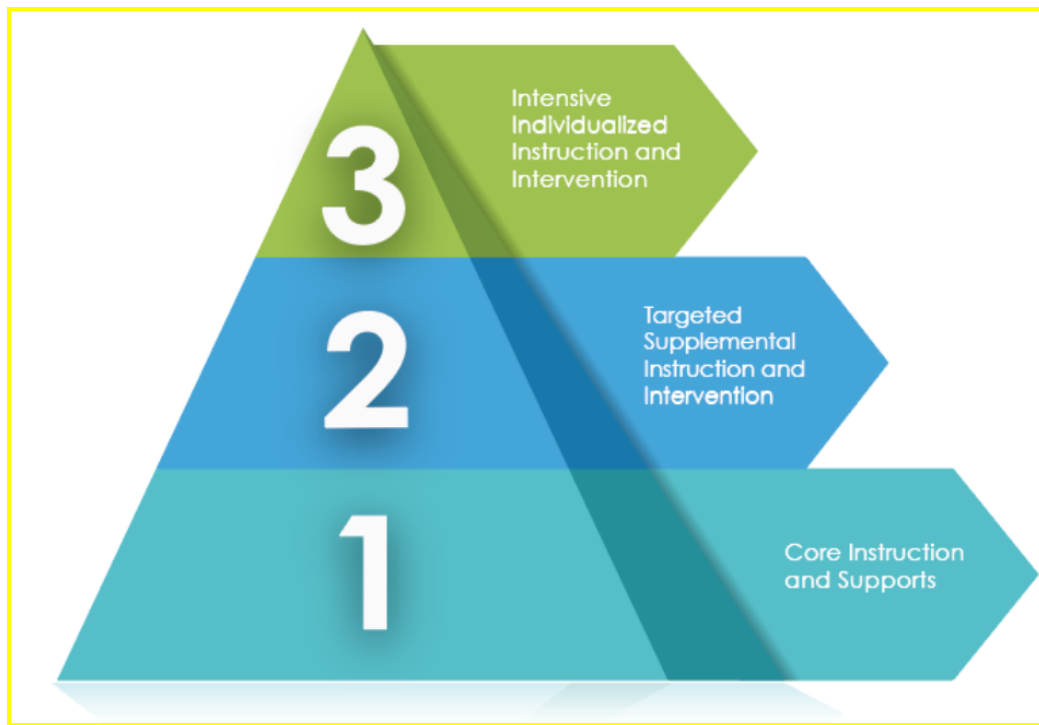 3
Intensive
Individualized
Instruction and
Intervention
2
Targeted
Supplemental
Instruction and
Intervention
1
Core Instruction
and Supports